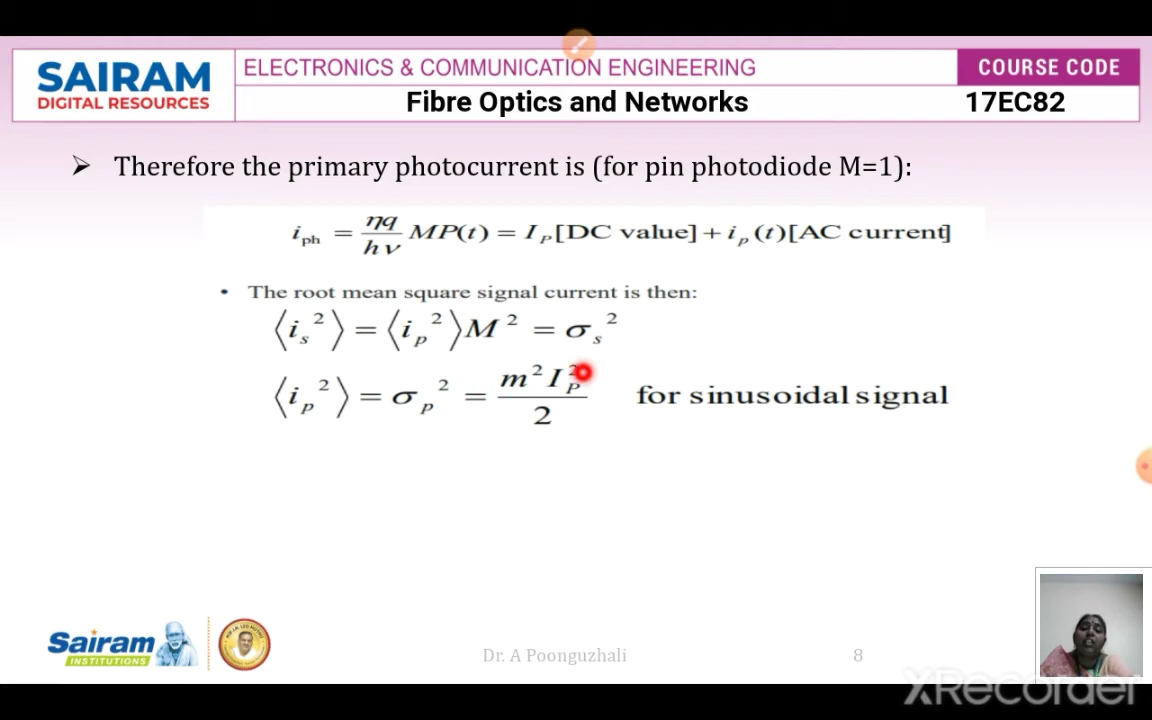 SAIRAM
DIGITAL RESOURCES
ELECTRONICS & COMMUNICATION ENGINEERING
COURSE CODE
Fibre Optics and Networks
17EC82
➢ Therefore the primary photocurrent is (for pin photodiode M=1):
i_ph = ηq/hν MP(t) = I_P[DC value] + i_p(t)[AC current]
• The root mean square signal current is then:
⟨i_s²⟩ = ⟨i_p²⟩M² = σ_s²
⟨i_p²⟩ = σ_p² = m²I_P²/2 for sinusoidal signal
Sairam
INSTITUTIONS
Dr. A Poonguzhali
8
XRecorder